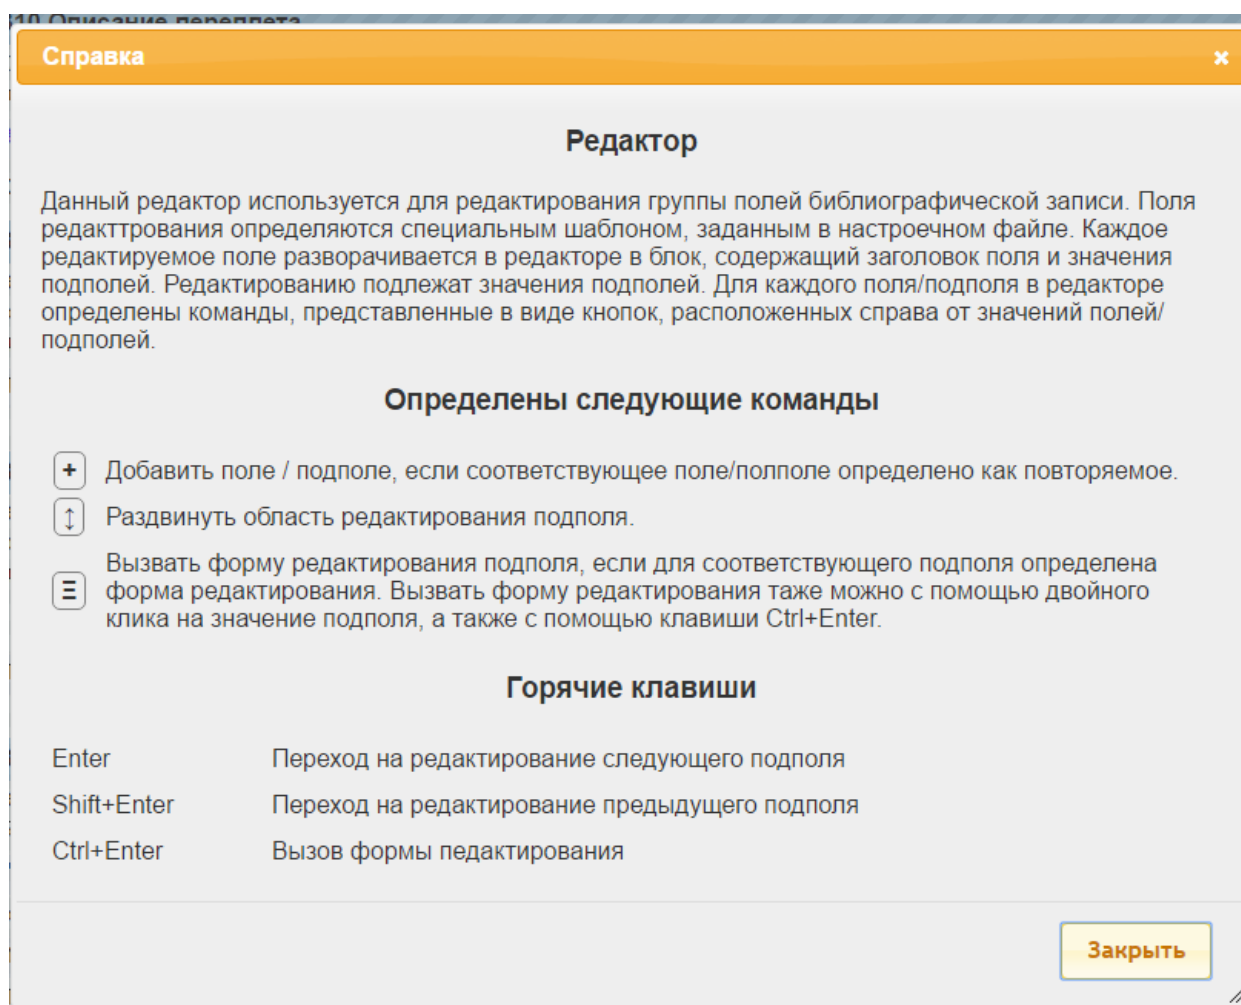 10 Описание переплета
Справка
Редактор
Данный редактор используется для редактирования группы полей библиографической записи. Поля
редакттрования определяются специальным шаблоном, заданным в настроечном файле. Каждое
редактируемое поле разворачивается в редакторе в блок, содержащий заголовок поля и значения
подполей. Редактированию подлежат значения подполей. Для каждого поля/подполя в редакторе
определены команды, представленные в виде кнопок, расположенных справа от значений полей/
подполей.
Определены следующие команды
+ Добавить поле / подполе, если соответствующее поле/полполе определено как повторяемое.
↕ Раздвинуть область редактирования подполя.
Вызвать форму редактирования подполя, если для соответствующего подполя определена
Ξ форма редактирования. Вызвать форму редактирования таже можно с помощью двойного
клика на значение подполя, а также с помощью клавиши Ctrl+Enter.
Горячие клавиши
Enter Переход на редактирование следующего подполя
Shift+Enter Переход на редактирование предыдущего подполя
Ctrl+Enter Вызов формы педактирования
Закрыть